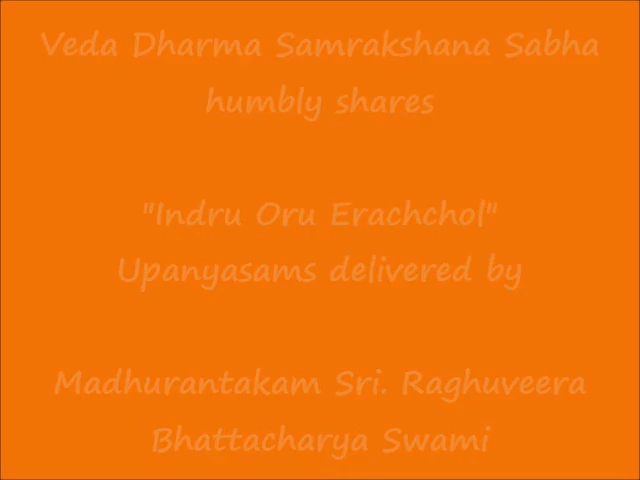 Veda Dharma Samrakshana Sabha
humbly shares
"Indru Oru Erachchol"
Upanyasams delivered by
Madhurantakam Sri. Raghuveera
Bhattacharya Swami